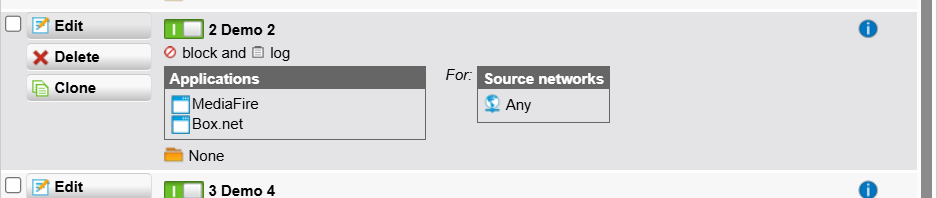 Edit
2 Demo 2
block and log
Delete
Clone
Applications
For:
Source networks
MediaFire
Any
Box.net
None
Edit
3 Demo 4